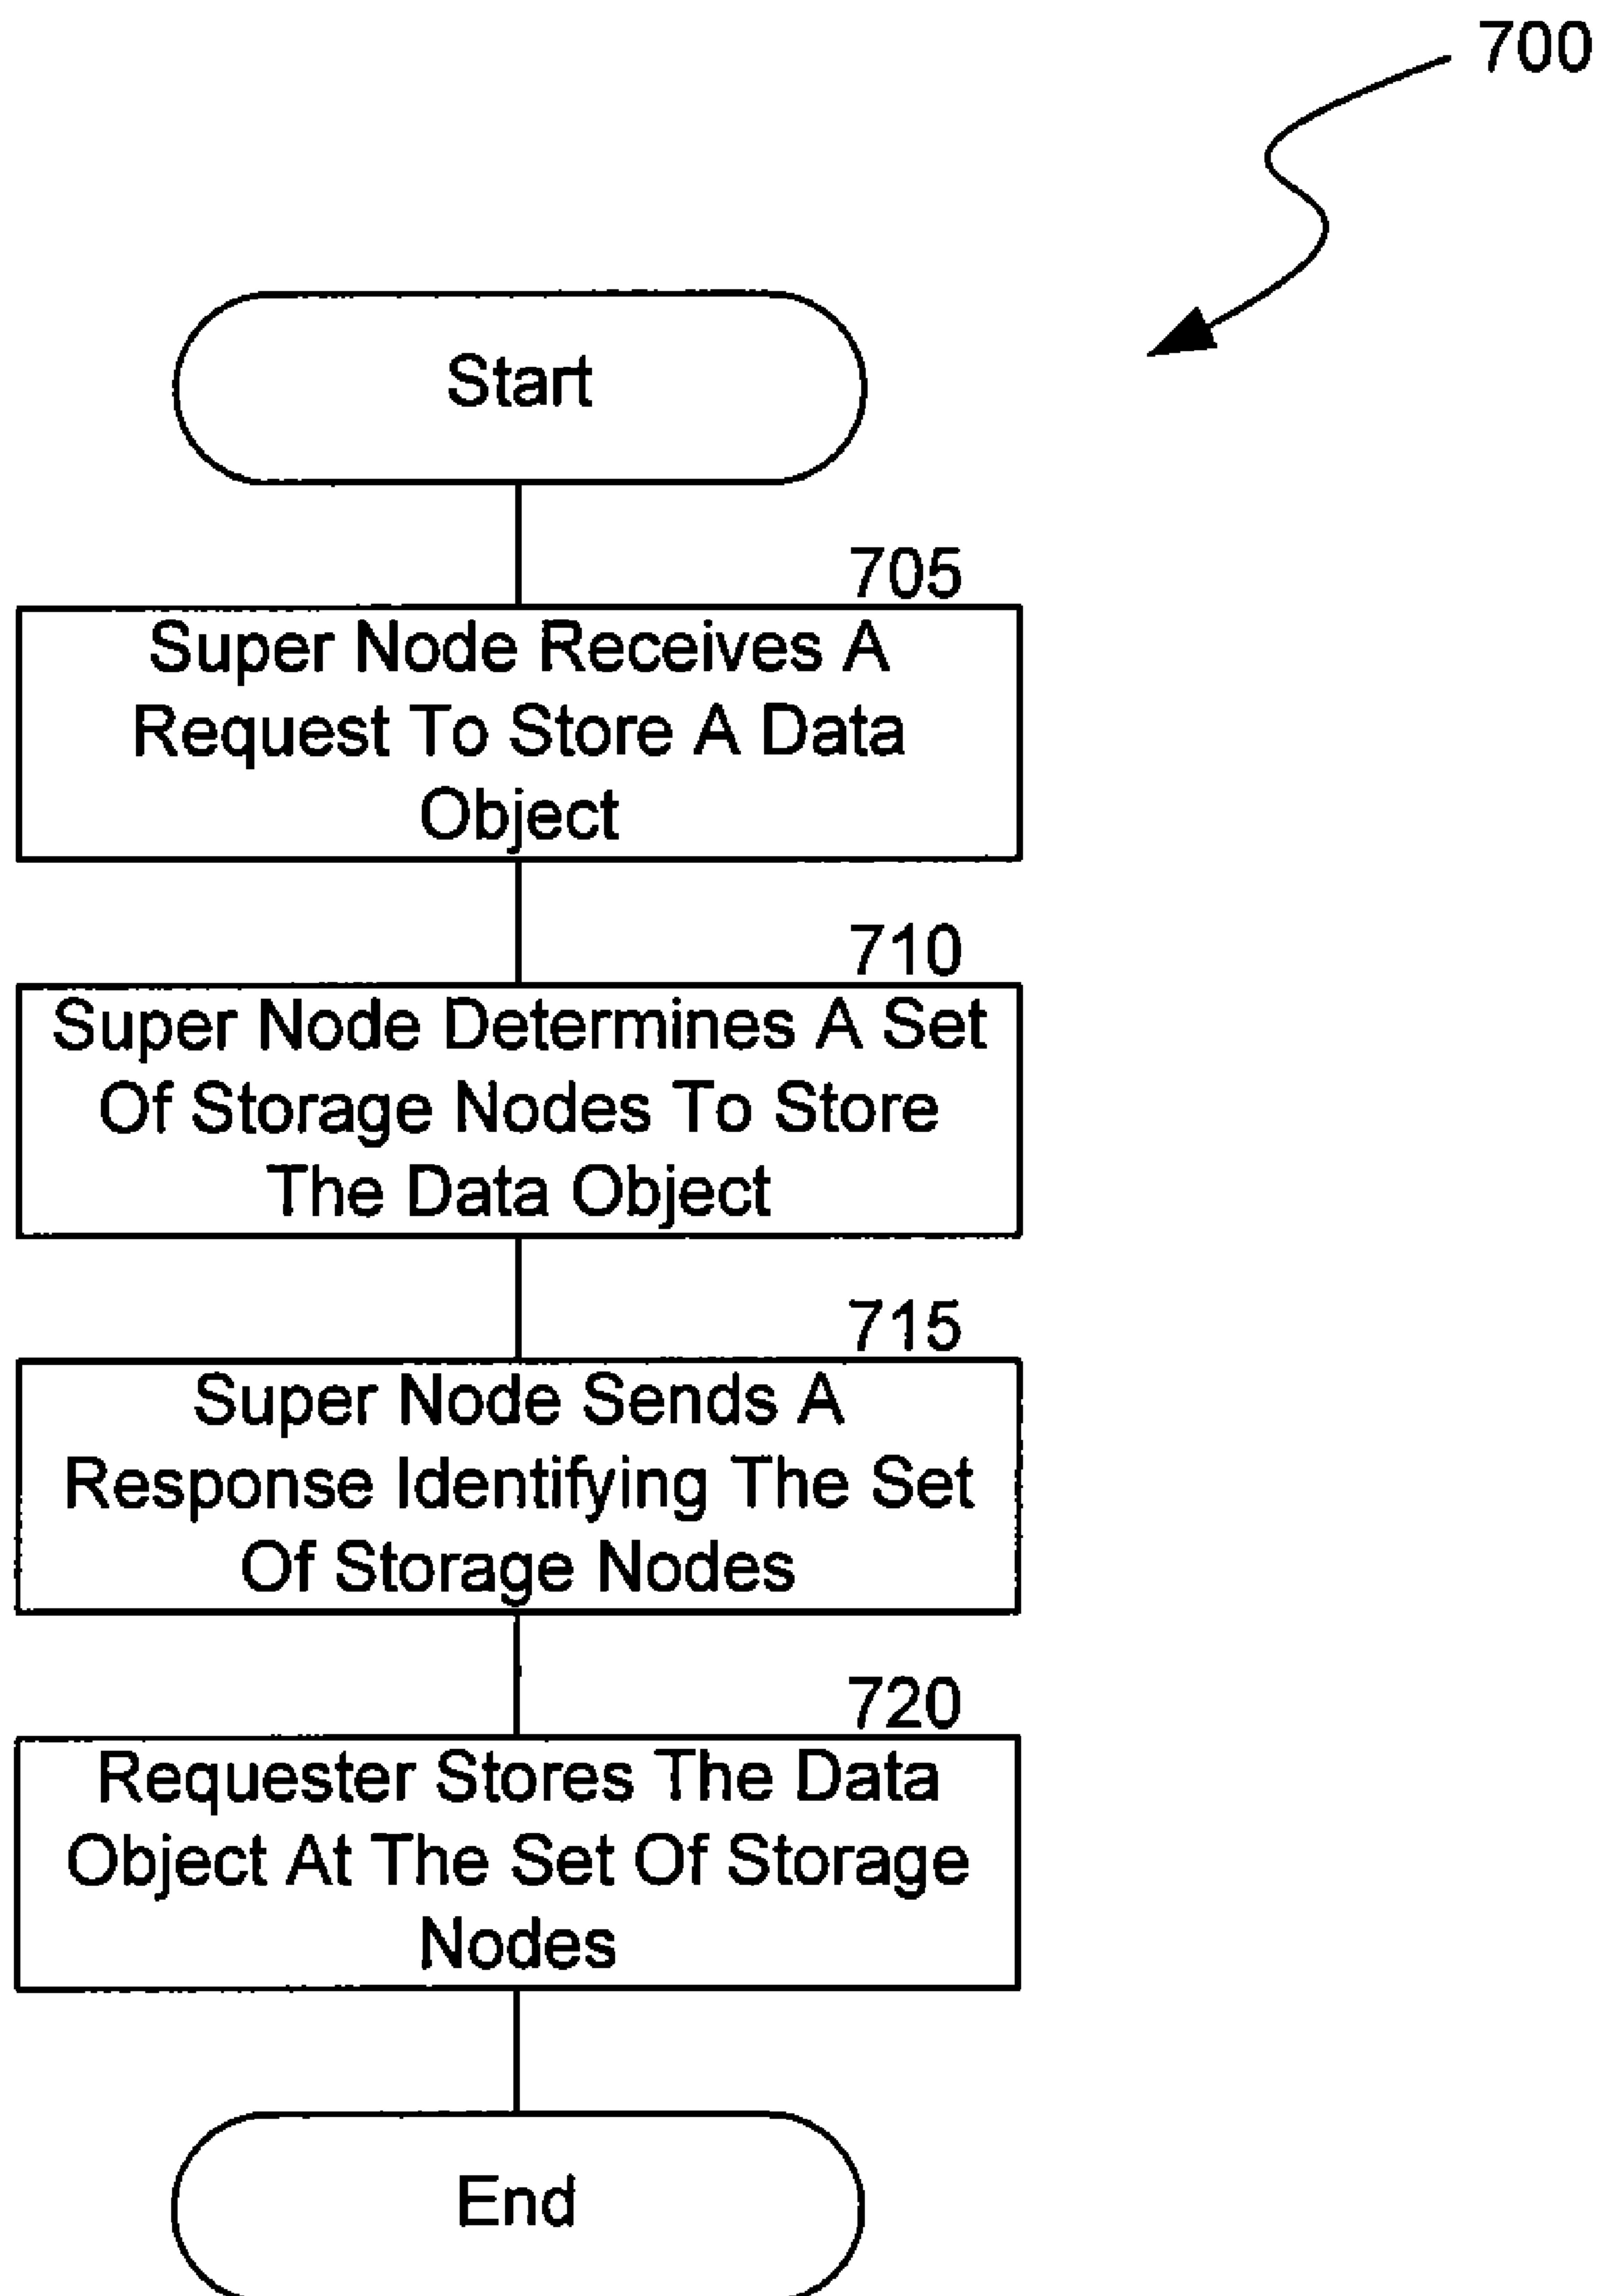 700
Start
705
Super Node Receives A
Request To Store A Data
Object
710
Super Node Determines A Set
Of Storage Nodes To Store
The Data Object
715
Super Node Sends A
Response Identifying The Set
Of Storage Nodes
720
Requester Stores The Data
Object At The Set Of Storage
Nodes
End